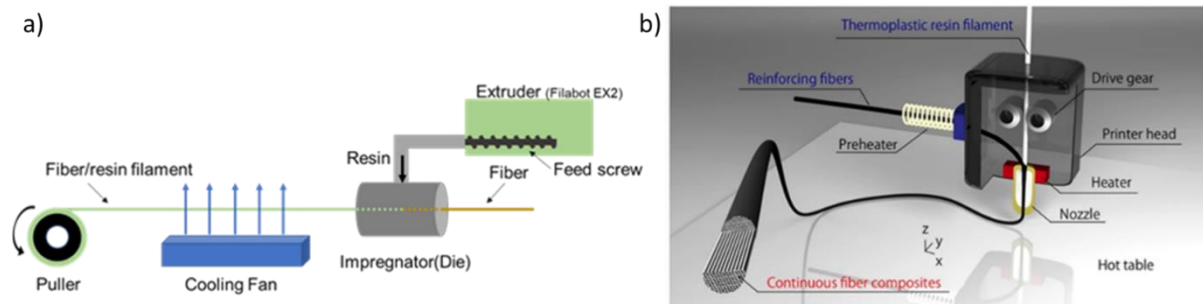 a)
Extruder (Filabot EX2)
Resin
Feed screw
Fiber/resin filament
Fiber
Impregnator(Die)
Puller
Cooling Fan
b)
Thermoplastic resin filament
Reinforcing fibers
Drive gear
Preheater
Printer head
Heater
Nozzle
z
y
x
Hot table
Continuous fiber composites